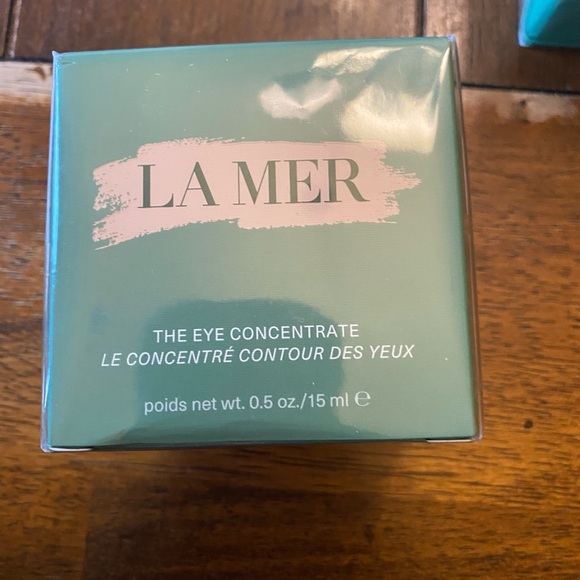 LA MER
THE EYE CONCENTRATE
LE CONCENTRÉ CONTOUR DES YEUX
poids net wt. 0.5 oz./15 ml ℮